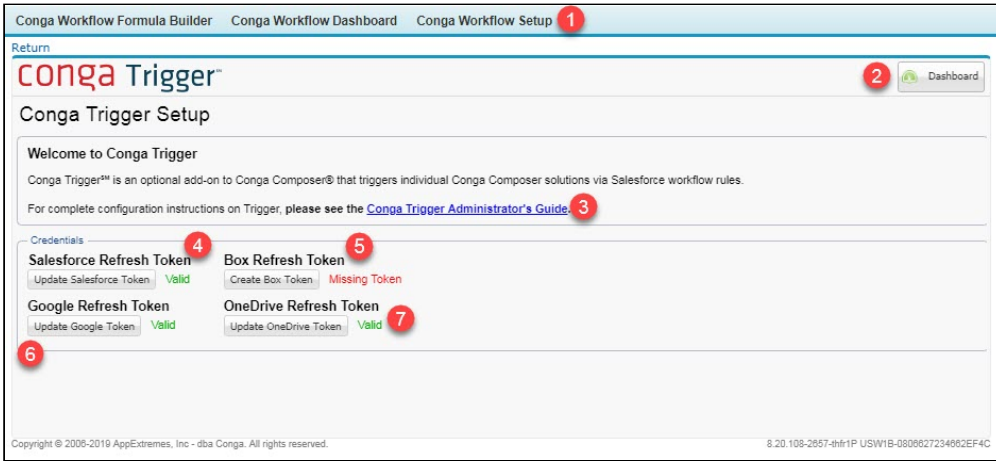 Conga Workflow Formula Builder Conga Workflow Dashboard Conga Workflow Setup 1
Return
conga Trigger™
2 Dashboard
Conga Trigger Setup
Welcome to Conga Trigger
Conga Trigger℠ is an optional add-on to Conga Composer® that triggers individual Conga Composer solutions via Salesforce workflow rules.
For complete configuration instructions on Trigger, please see the Conga Trigger Administrator's Guide. 3
Credentials 4 5
Salesforce Refresh Token Box Refresh Token
Update Salesforce Token Valid Create Box Token Missing Token
Google Refresh Token OneDrive Refresh Token
Update Google Token Valid Update OneDrive Token Valid 7
6
Copyright © 2006-2019 AppExtremes, Inc - dba Conga. All rights reserved. 8.20.108-2657-thfr1P USW1B-0806627234662EF4C